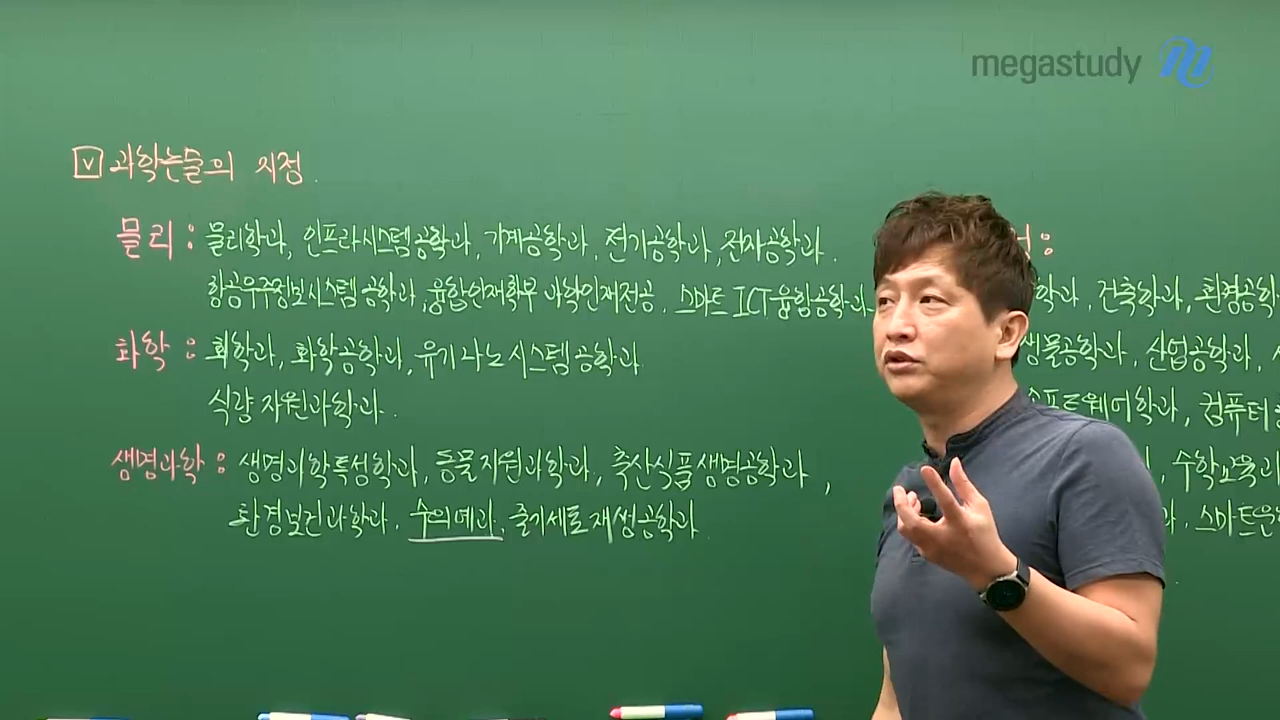 megastudy
V 과학논술의 지정.
물리 : 물리학과, 인프라시스템공학과, 기계공학과, 전기공학과, 전자공학과.
항공우주정보시스템공학과, 융합인재학부 과학인재전공. 스마트 ICT융합공학과
학과, 건축학과, 환경공학
화학 : 화학과, 화학공학과, 유기나노시스템공학과
생물공학과, 산업공학과,
식량자원과학과.
소프트웨어학과, 컴퓨터
생명과학 : 생명과학특성학과, 동물자원과학과, 축산식품생명공학과,
수학교육과
환경보건과학과. 수의예과, 줄기세포재생공학과.
스마트운